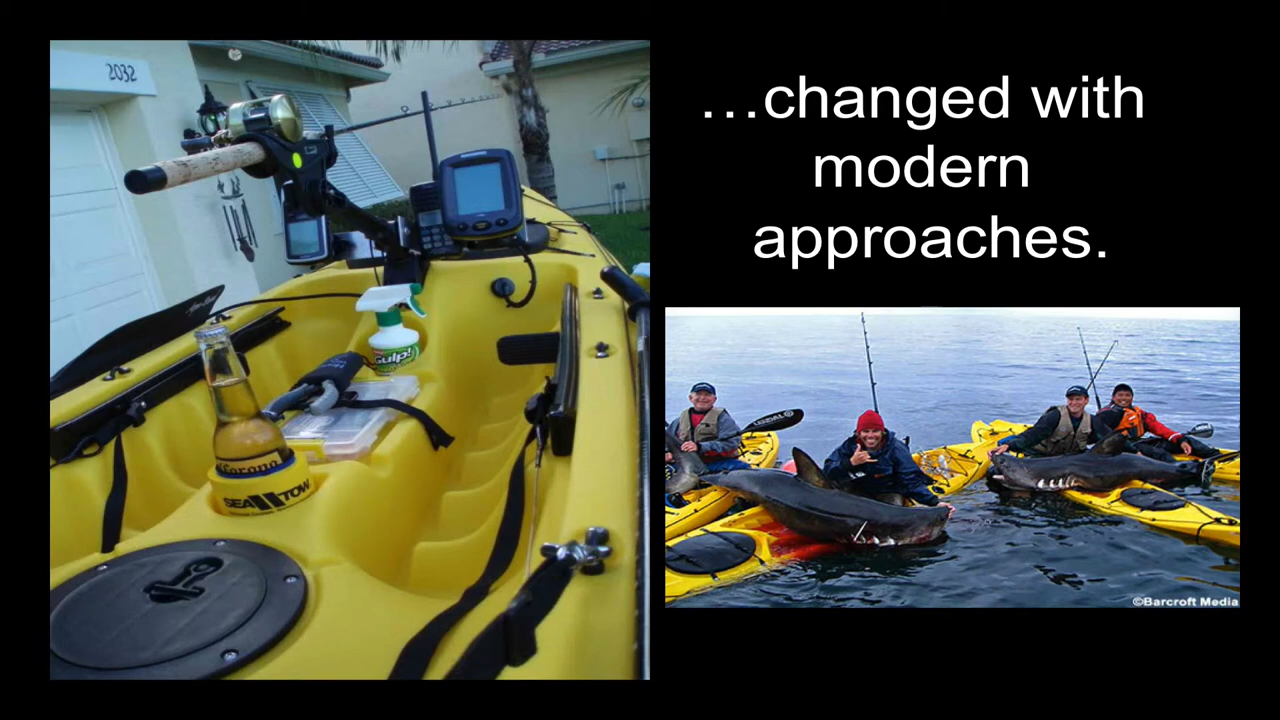 2032
…changed with
modern
approaches.
Gulp!
Corona
SEA TOW
©Barcroft Media